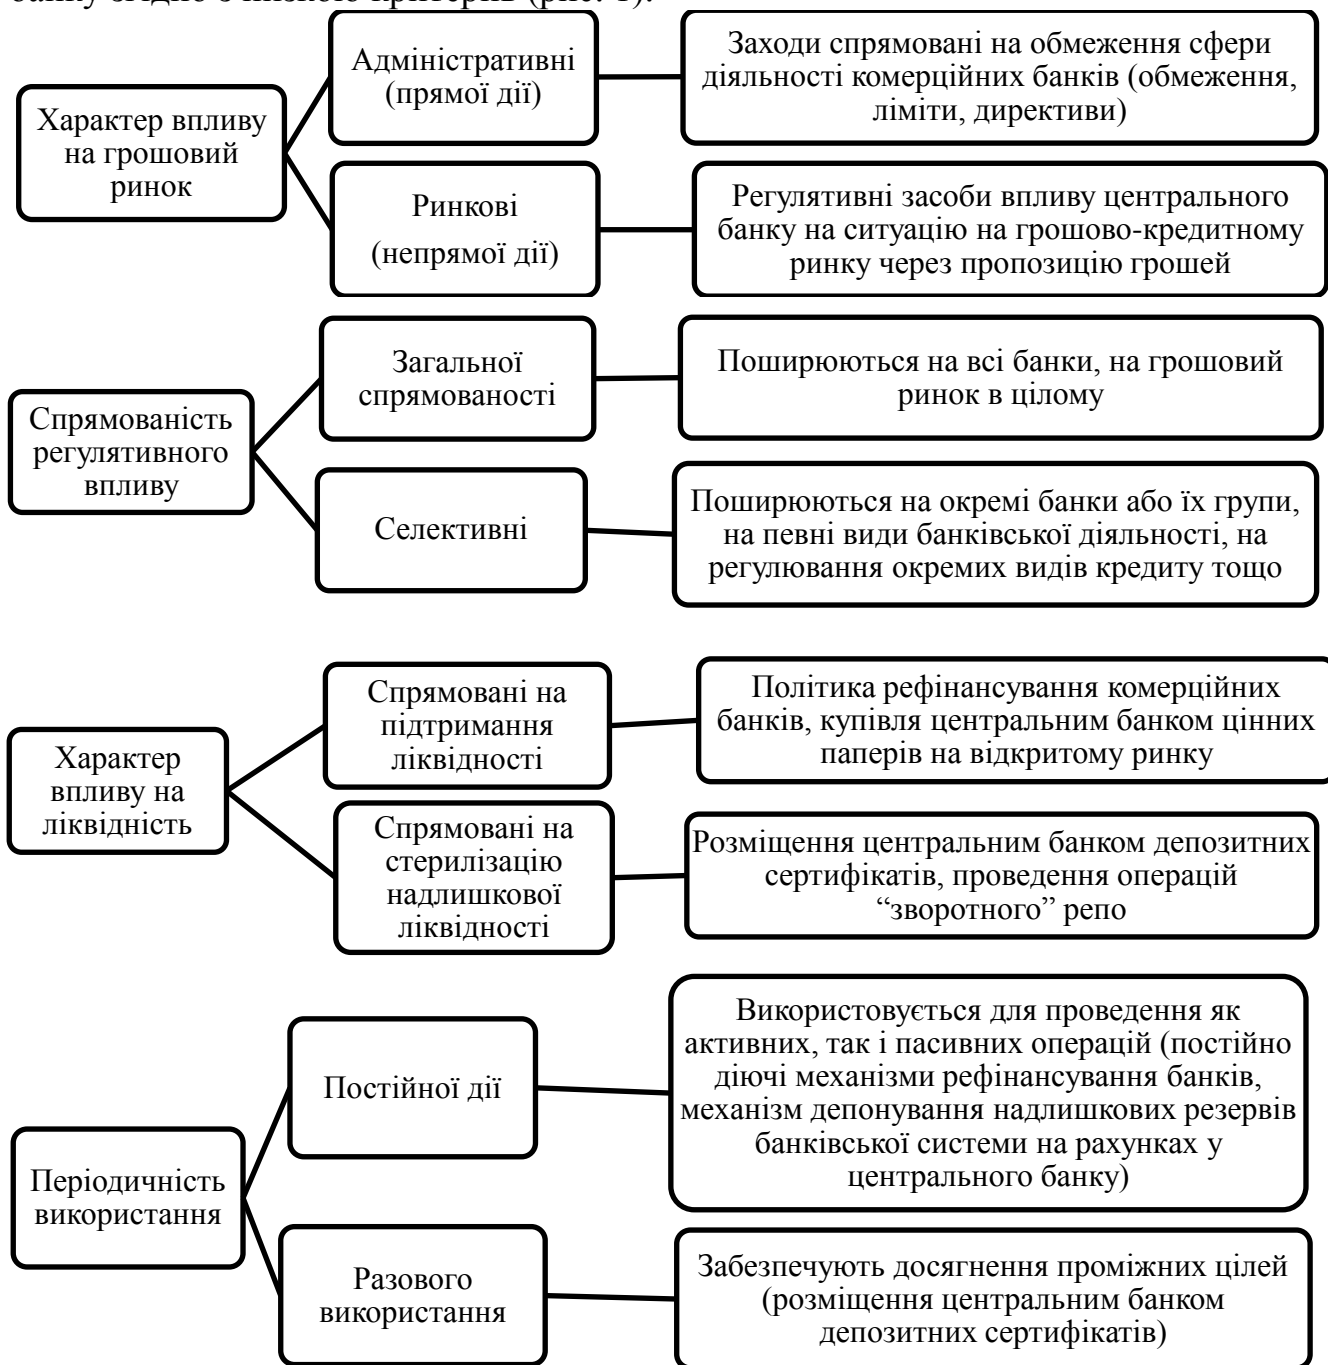 банку згідно з низкою критеріїв (рис. 1).
Характер впливу
на грошовий
ринок
Адміністративні
(прямої дії)
Заходи спрямовані на обмеження сфери
діяльності комерційних банків (обмеження,
ліміти, директиви)
Ринкові
(непрямої дії)
Регулятивні засоби впливу центрального
банку на ситуацію на грошово-кредитному
ринку через пропозицію грошей
Спрямованість
регулятивного
впливу
Загальної
спрямованості
Поширюються на всі банки, на грошовий
ринок в цілому
Селективні
Поширюються на окремі банки або їх групи,
на певні види банківської діяльності, на
регулювання окремих видів кредиту тощо
Характер
впливу на
ліквідність
Спрямовані на
підтримання
ліквідності
Політика рефінансування комерційних
банків, купівля центральним банком цінних
паперів на відкритому ринку
Спрямовані на
стерилізацію
надлишкової
ліквідності
Розміщення центральним банком депозитних
сертифікатів, проведення операцій
“зворотного” репо
Періодичність
використання
Постійної дії
Використовується для проведення як
активних, так і пасивних операцій (постійно
діючі механізми рефінансування банків,
механізм депонування надлишкових резервів
банківської системи на рахунках у
центрального банку)
Разового
використання
Забезпечують досягнення проміжних цілей
(розміщення центральним банком
депозитних сертифікатів)